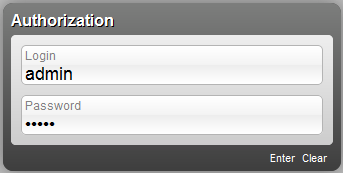 Authorization
Login
admin
Password
•••••
Enter Clear